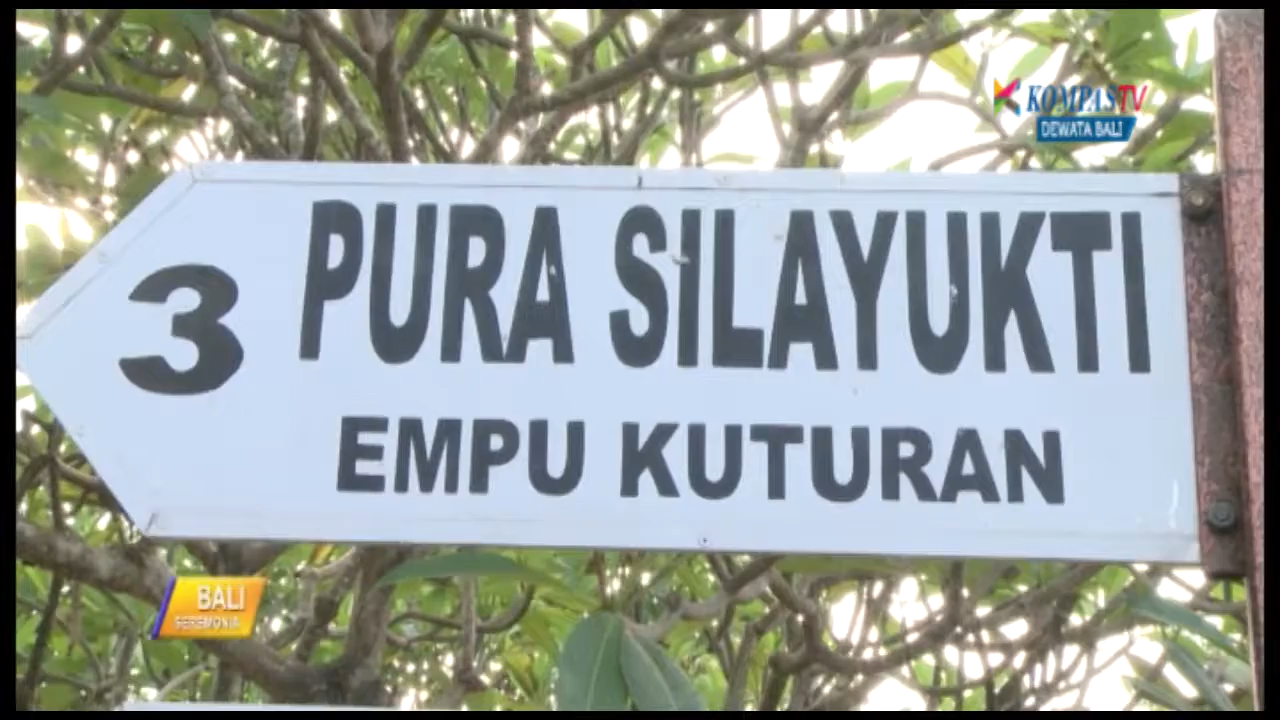 KOMPASTV
DEWATA BALI
3
PURA SILAYUKTI
EMPU KUTURAN
BALI
SEREMONIA